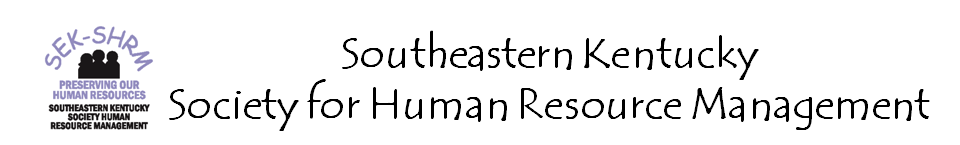 SEK-SHRM
PRESERVING OUR
HUMAN RESOURCES
SOUTHEASTERN KENTUCKY
SOCIETY HUMAN
RESOURCE MANAGEMENT
Southeastern Kentucky
Society for Human Resource Management